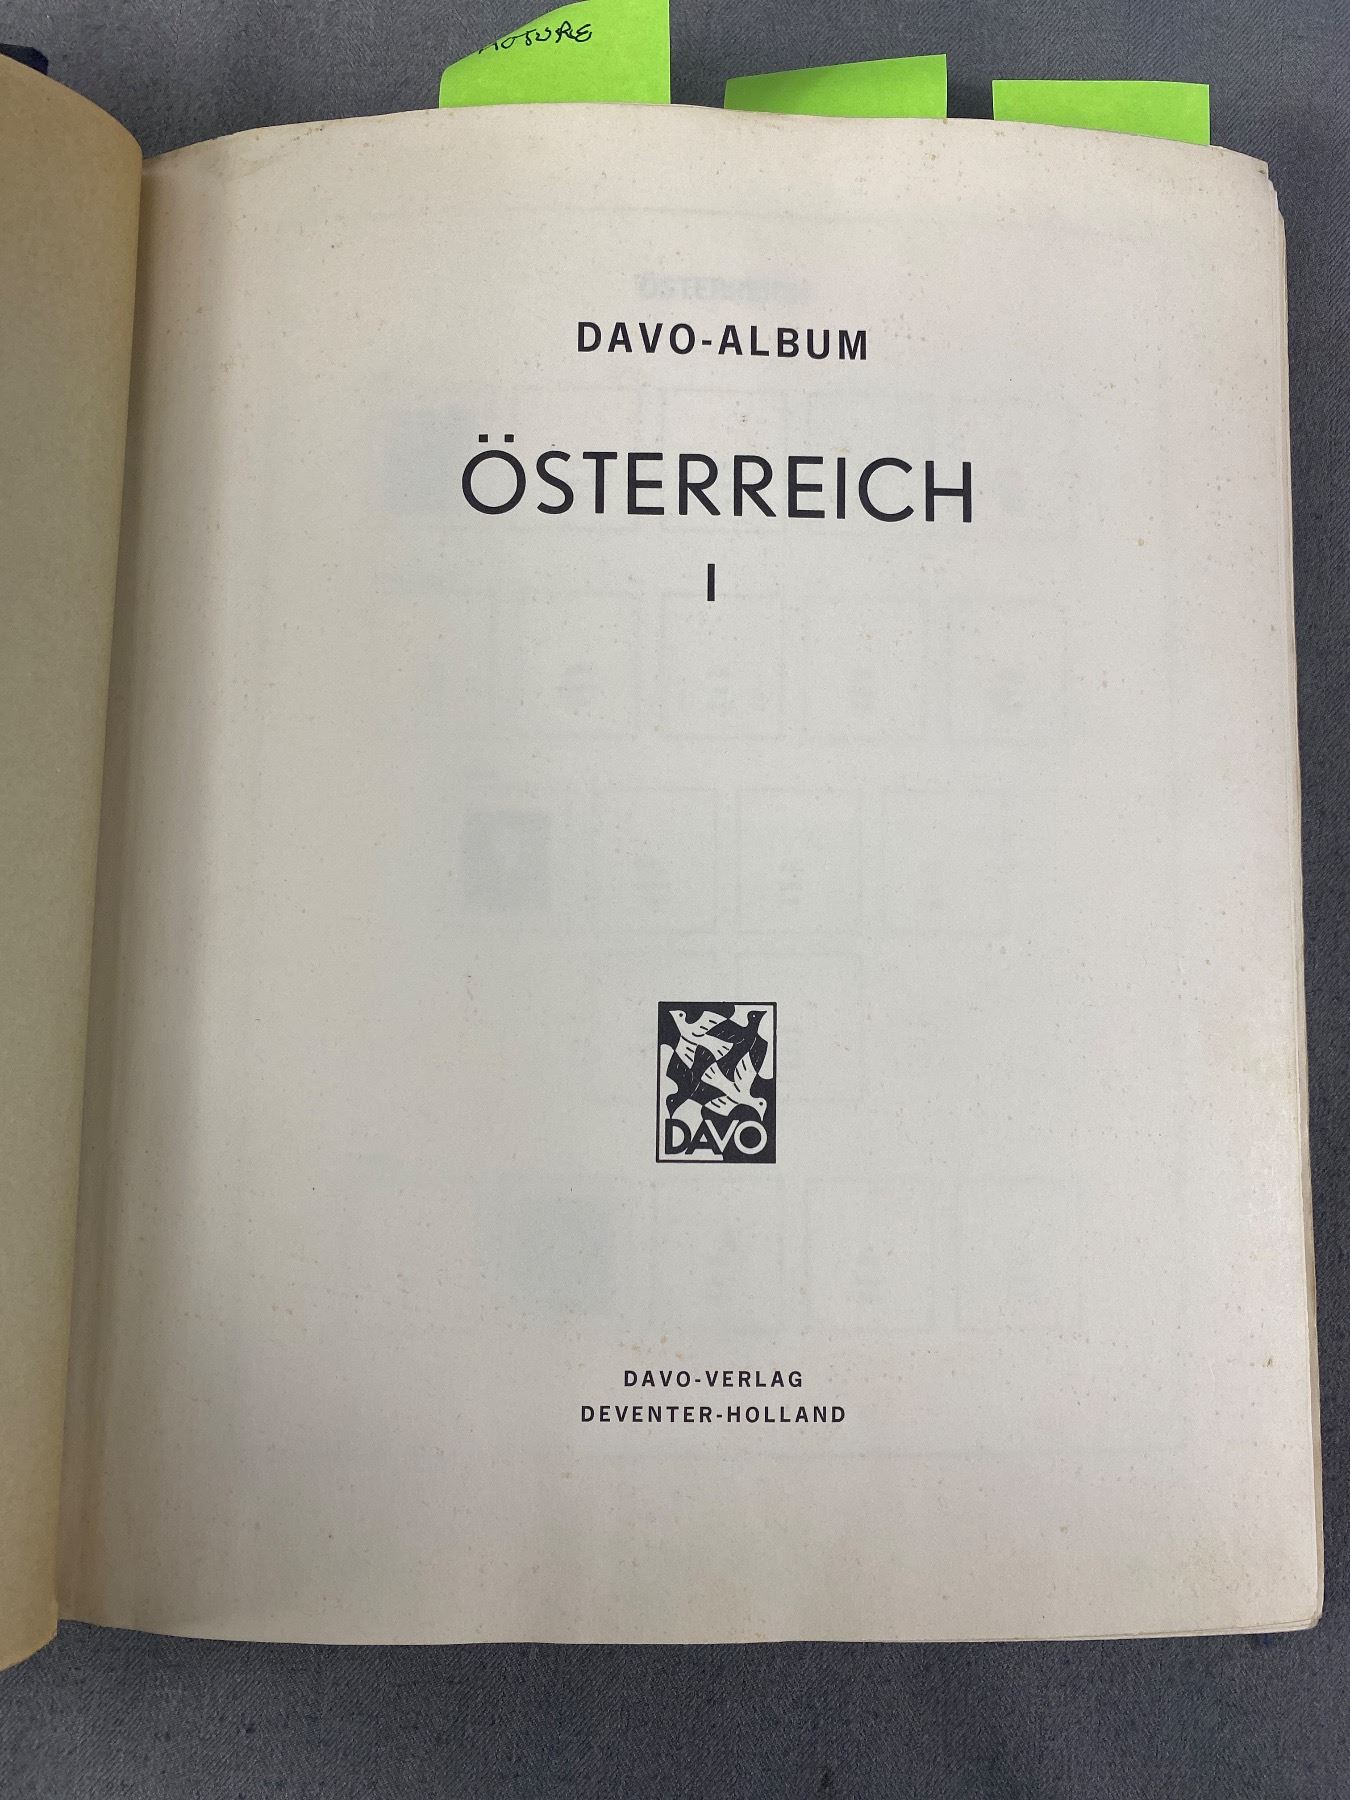 DAVO-ALBUM
ÖSTERREICH
I
DAVO
DAVO-VERLAG
DEVENTER-HOLLAND